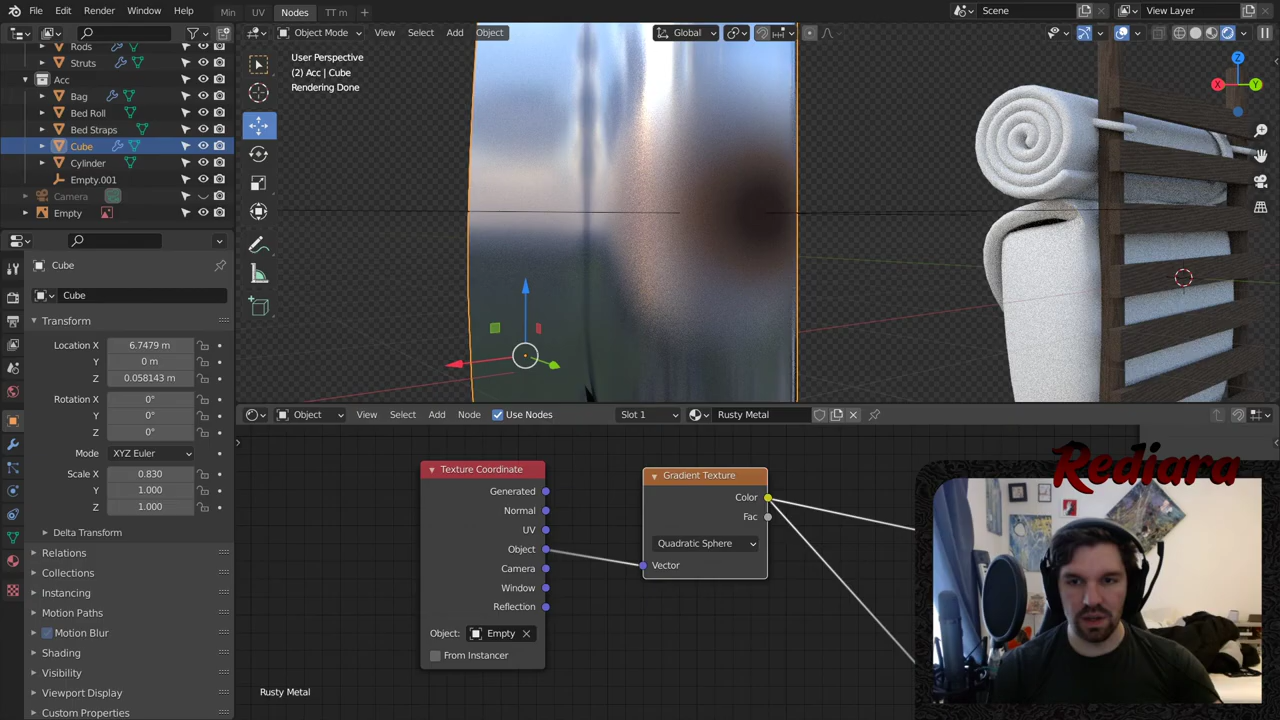 File Edit Render Window Help
Min UV Nodes TT m
Scene
View Layer
Rods
Struts
Acc
Bag
Bed Roll
Bed Straps
Cube
Cylinder
Empty.001
Camera
Empty
Object Mode View Select Add Object
Global
User Perspective
(2) Acc | Cube
Rendering Done
Z
X Y
Cube
Cube
Transform
Location X 6.7479 m
Y 0 m
Z 0.058143 m
Rotation X 0°
Y 0°
Z 0°
Mode XYZ Euler
Scale X 0.830
Y 1.000
Z 1.000
Delta Transform
Relations
Collections
Instancing
Motion Paths
Motion Blur
Shading
Visibility
Viewport Display
Custom Properties
Object View Select Add Node Use Nodes Slot 1 Rusty Metal
Texture Coordinate
Generated
Normal
UV
Object
Camera
Window
Reflection
Object: Empty
From Instancer
Gradient Texture
Color
Fac
Quadratic Sphere
Vector
Rusty Metal
Rediara